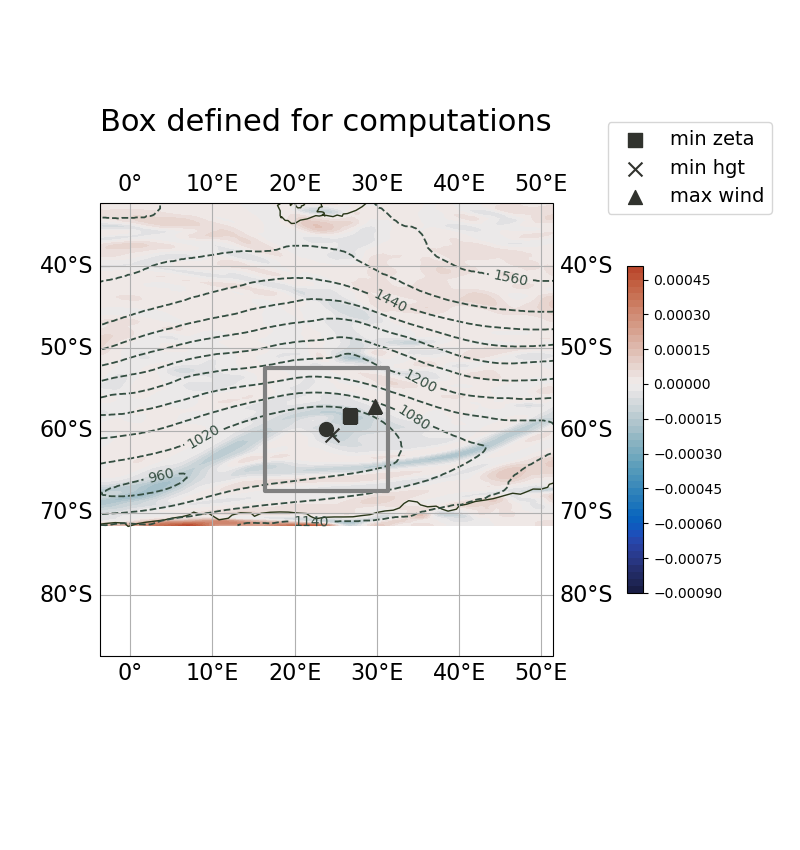 Box defined for computations
min zeta
min hgt
max wind
0° 10°E 20°E 30°E 40°E 50°E
40°S 40°S
50°S 50°S
60°S 60°S
70°S 70°S
80°S 80°S
0° 10°E 20°E 30°E 40°E 50°E
1560
1440
1200
1080
1020
960
1140
0.00045
0.00030
0.00015
0.00000
−0.00015
−0.00030
−0.00045
−0.00060
−0.00075
−0.00090